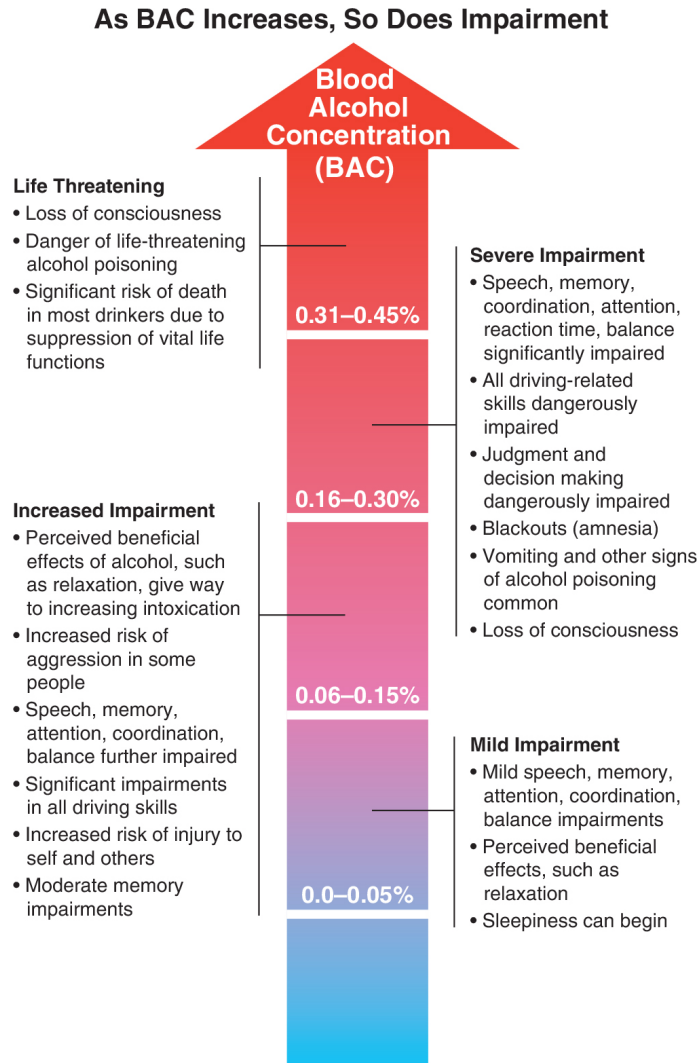 As BAC Increases, So Does Impairment
Blood
Alcohol
Concentration
(BAC)
Life Threatening
• Loss of consciousness
• Danger of life-threatening
alcohol poisoning
• Significant risk of death
in most drinkers due to
suppression of vital life
functions
0.31–0.45%
Severe Impairment
• Speech, memory,
coordination, attention,
reaction time, balance
significantly impaired
• All driving-related
skills dangerously
impaired
• Judgment and
decision making
dangerously impaired
• Blackouts (amnesia)
• Vomiting and other signs
of alcohol poisoning
common
• Loss of consciousness
0.16–0.30%
Increased Impairment
• Perceived beneficial
effects of alcohol, such
as relaxation, give way
to increasing intoxication
• Increased risk of
aggression in some
people
• Speech, memory,
attention, coordination,
balance further impaired
• Significant impairments
in all driving skills
• Increased risk of injury to
self and others
• Moderate memory
impairments
0.06–0.15%
Mild Impairment
• Mild speech, memory,
attention, coordination,
balance impairments
• Perceived beneficial
effects, such as
relaxation
• Sleepiness can begin
0.0–0.05%